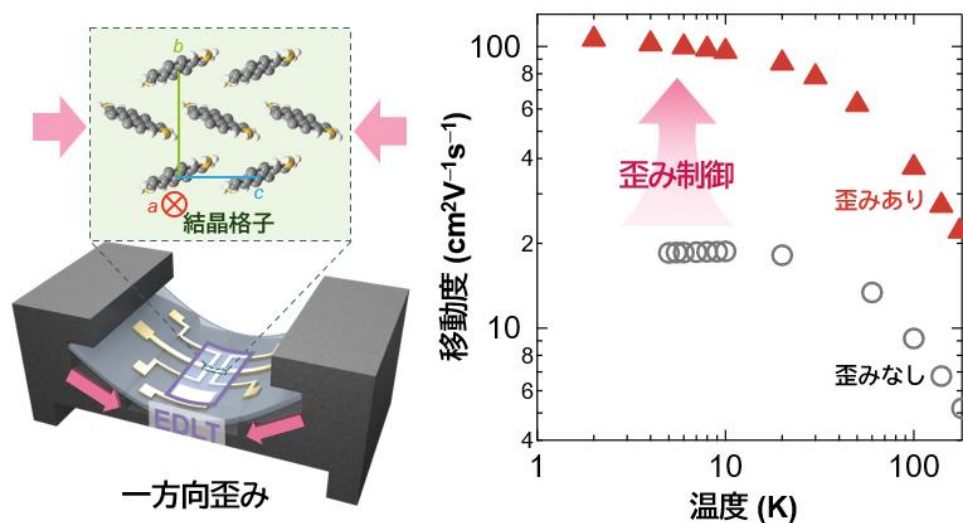 b
a
c
結晶格子
EDLT
一方向歪み
移動度 (cm²V⁻¹s⁻¹)
100
8
6
4
2
10
8
6
4
歪み制御
歪みあり
歪みなし
1
10
100
温度 (K)